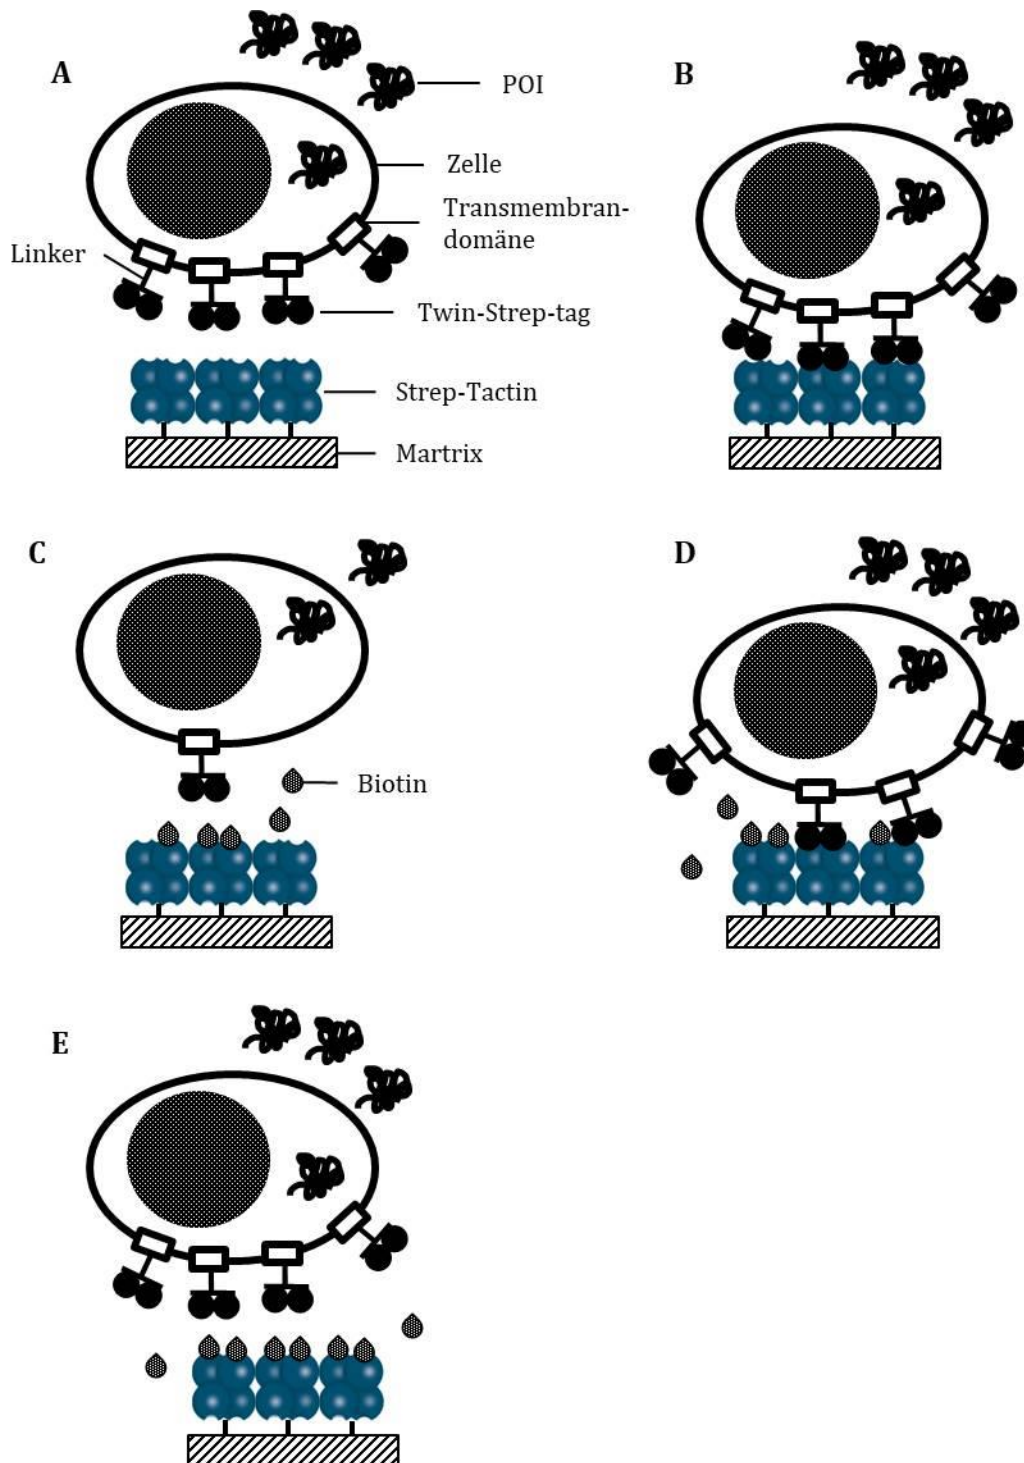 A
POI
Zelle
Transmembran-
domäne
Linker
Twin-Strep-tag
Strep-Tactin
Martrix
B
C
Biotin
D
E